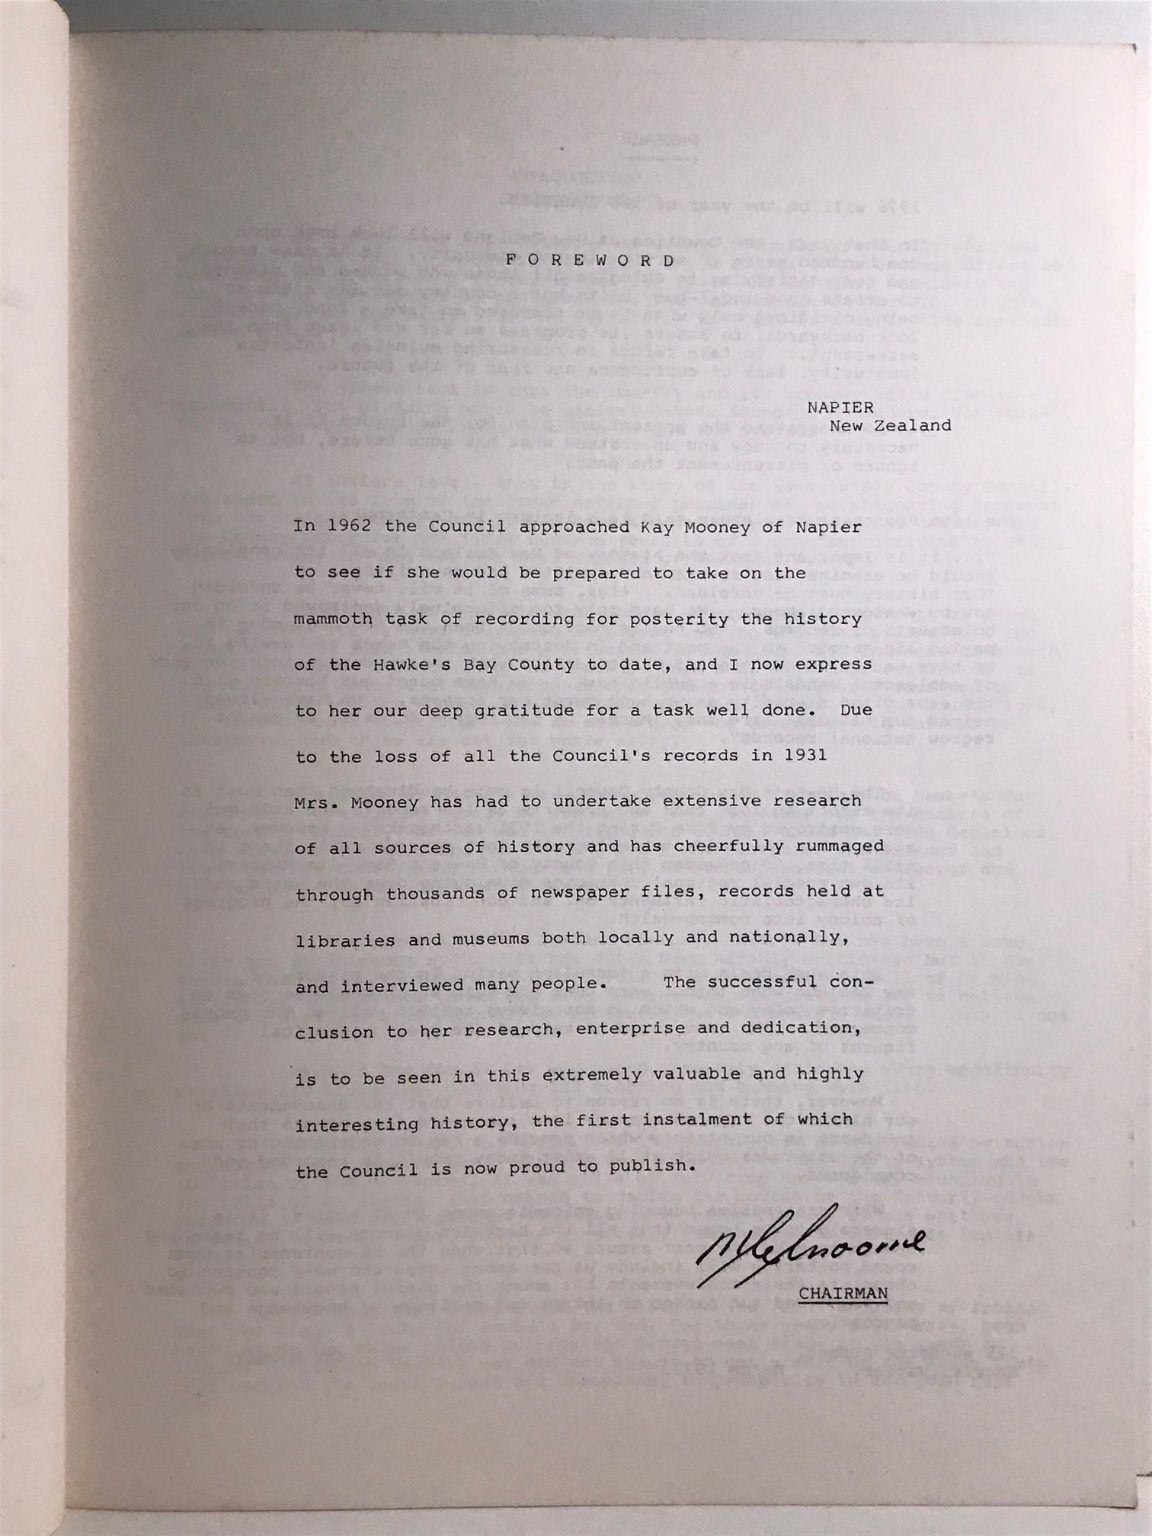 FOREWORD
NAPIER
New Zealand
In 1962 the Council approached Kay Mooney of Napier
to see if she would be prepared to take on the
mammoth task of recording for posterity the history
of the Hawke's Bay County to date, and I now express
to her our deep gratitude for a task well done. Due
to the loss of all the Council's records in 1931
Mrs. Mooney has had to undertake extensive research
of all sources of history and has cheerfully rummaged
through thousands of newspaper files, records held at
libraries and museums both locally and nationally,
and interviewed many people. The successful con-
clusion to her research, enterprise and dedication,
is to be seen in this extremely valuable and highly
interesting history, the first instalment of which
the Council is now proud to publish.
CHAIRMAN